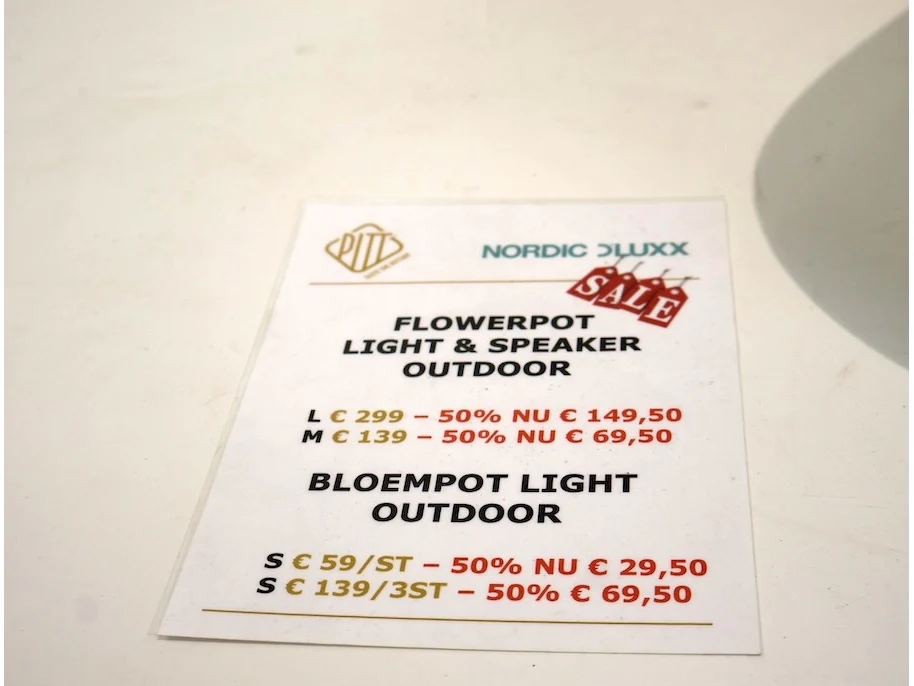 PITT
NORDIC DLUXX
SALE
FLOWERPOT
LIGHT & SPEAKER
OUTDOOR
L € 299 – 50% NU € 149,50
M € 139 – 50% NU € 69,50
BLOEMPOT LIGHT
OUTDOOR
S € 59/ST – 50% NU € 29,50
S € 139/3ST – 50% € 69,50